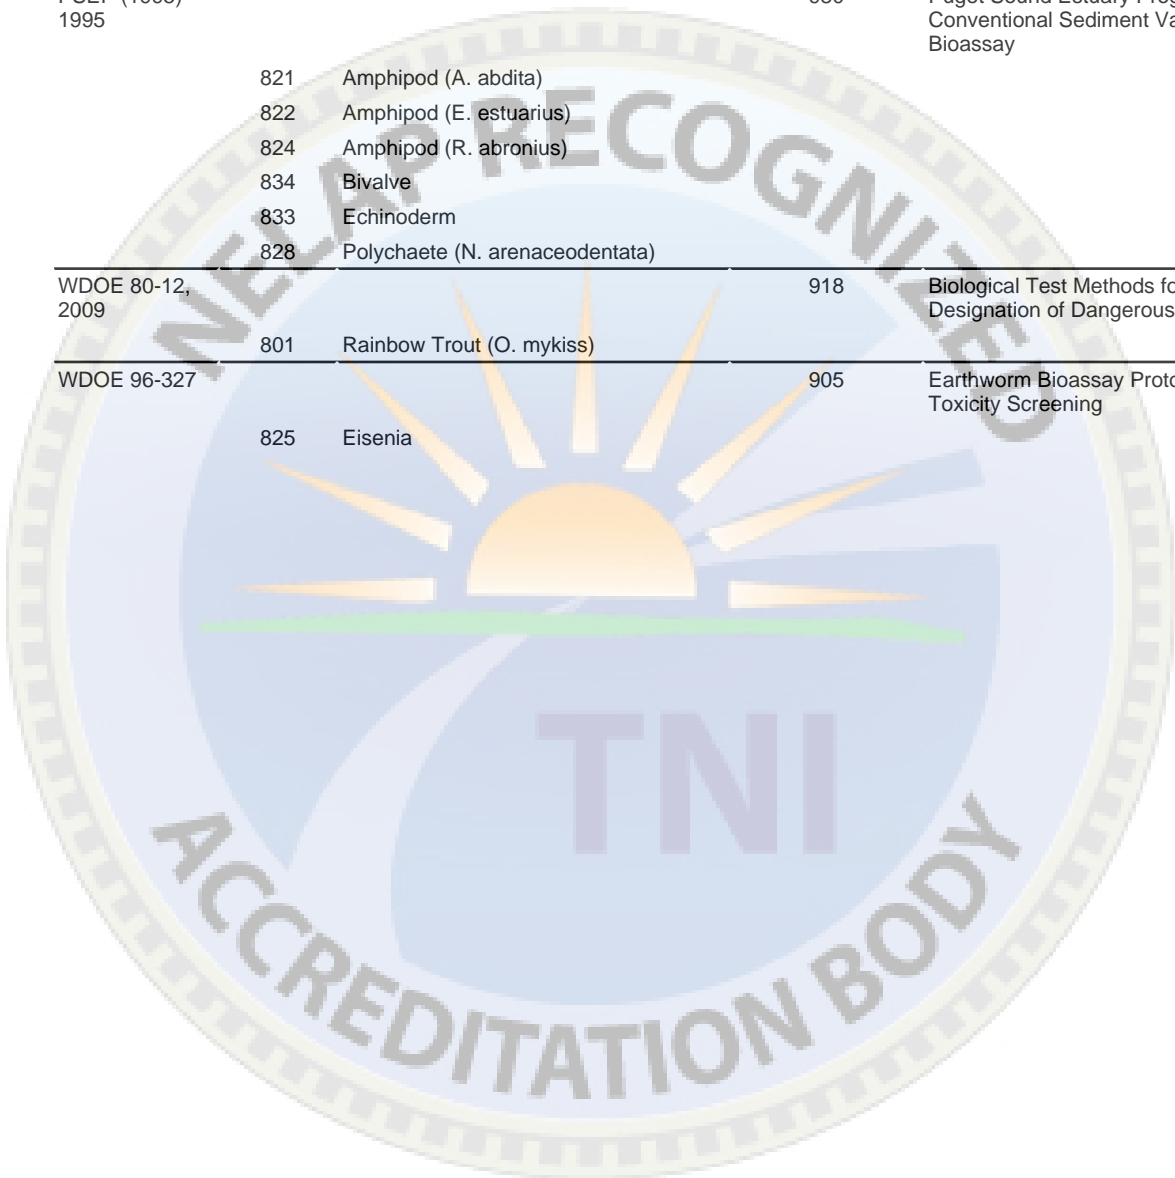 1995
Conventional Sediment
Bioassay
821 Amphipod (A. abdita)
822 Amphipod (E. estuarius)
824 Amphipod (R. abronius)
834 Bivalve
833 Echinoderm
828 Polychaete (N. arenaceodentata)
WDOE 80-12, 918 Biological Test Methods
2009 Designation of Dangerous
801 Rainbow Trout (O. mykiss)
WDOE 96-327 905 Earthworm Bioassay
Toxicity Screening
825 Eisenia
NELAP RECOGNIZED
TNI
ACCREDITATION BODY